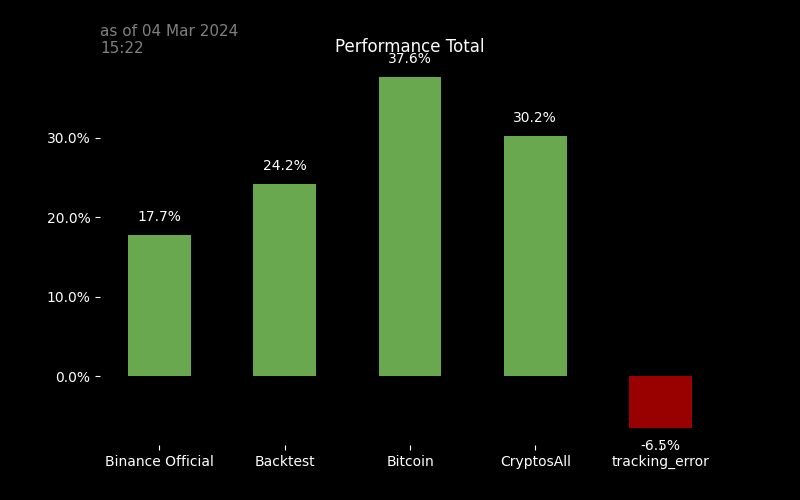 as of 04 Mar 2024
15:22
Performance Total
37.6%
30.2%
30.0%
24.2%
20.0%
17.7%
10.0%
0.0%
-6.5%
Binance Official
Backtest
Bitcoin
CryptosAll
tracking_error